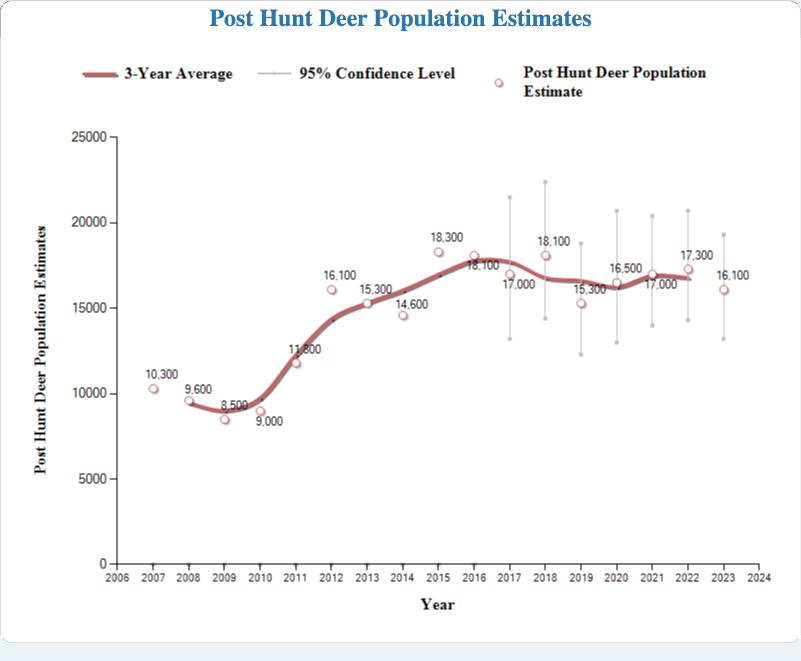 Post Hunt Deer Population Estimates
3-Year Average
95% Confidence Level
Post Hunt Deer Population
Estimate
Post Hunt Deer Population Estimates
25000
20000
15000
10000
5000
0
10,300
9,600
8,500
9,000
11,800
16,100
15,300
14,600
18,300
18,100
17,000
18,100
15,300
16,500
17,000
17,300
16,100
2006 2007 2008 2009 2010 2011 2012 2013 2014 2015 2016 2017 2018 2019 2020 2021 2022 2023 2024
Year